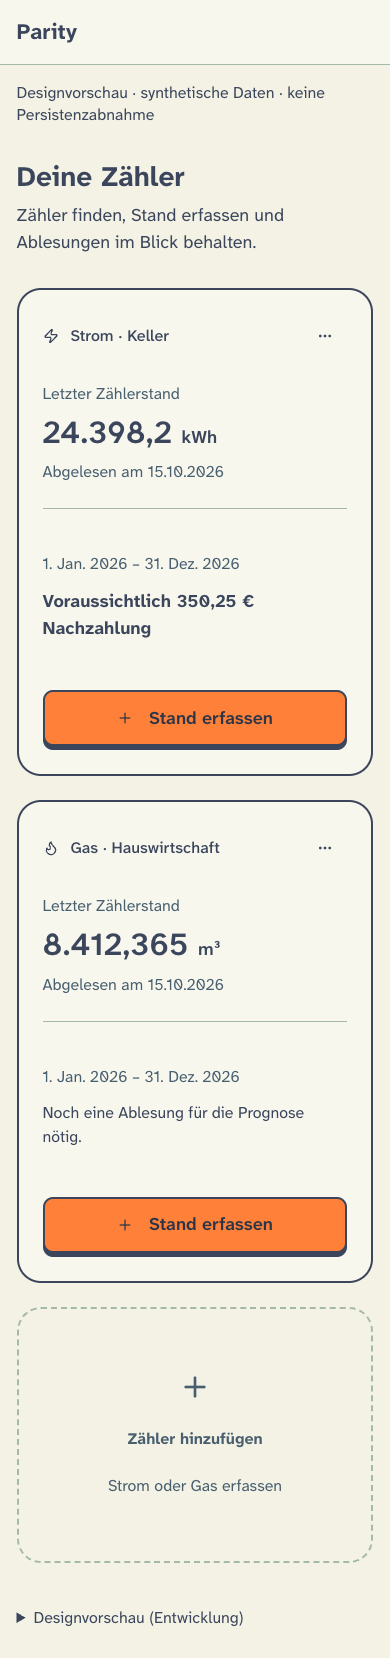 Parity
Designvorschau · synthetische Daten · keine
Persistenzabnahme
Deine Zähler
Zähler finden, Stand erfassen und
Ablesungen im Blick behalten.
Strom · Keller
Letzter Zählerstand
24.398,2 kWh
Abgelesen am 15.10.2026
1. Jan. 2026 – 31. Dez. 2026
Voraussichtlich 350,25 €
Nachzahlung
Stand erfassen
Gas · Hauswirtschaft
Letzter Zählerstand
8.412,365 m³
Abgelesen am 15.10.2026
1. Jan. 2026 – 31. Dez. 2026
Noch eine Ablesung für die Prognose
nötig.
Stand erfassen
Zähler hinzufügen
Strom oder Gas erfassen
Designvorschau (Entwicklung)